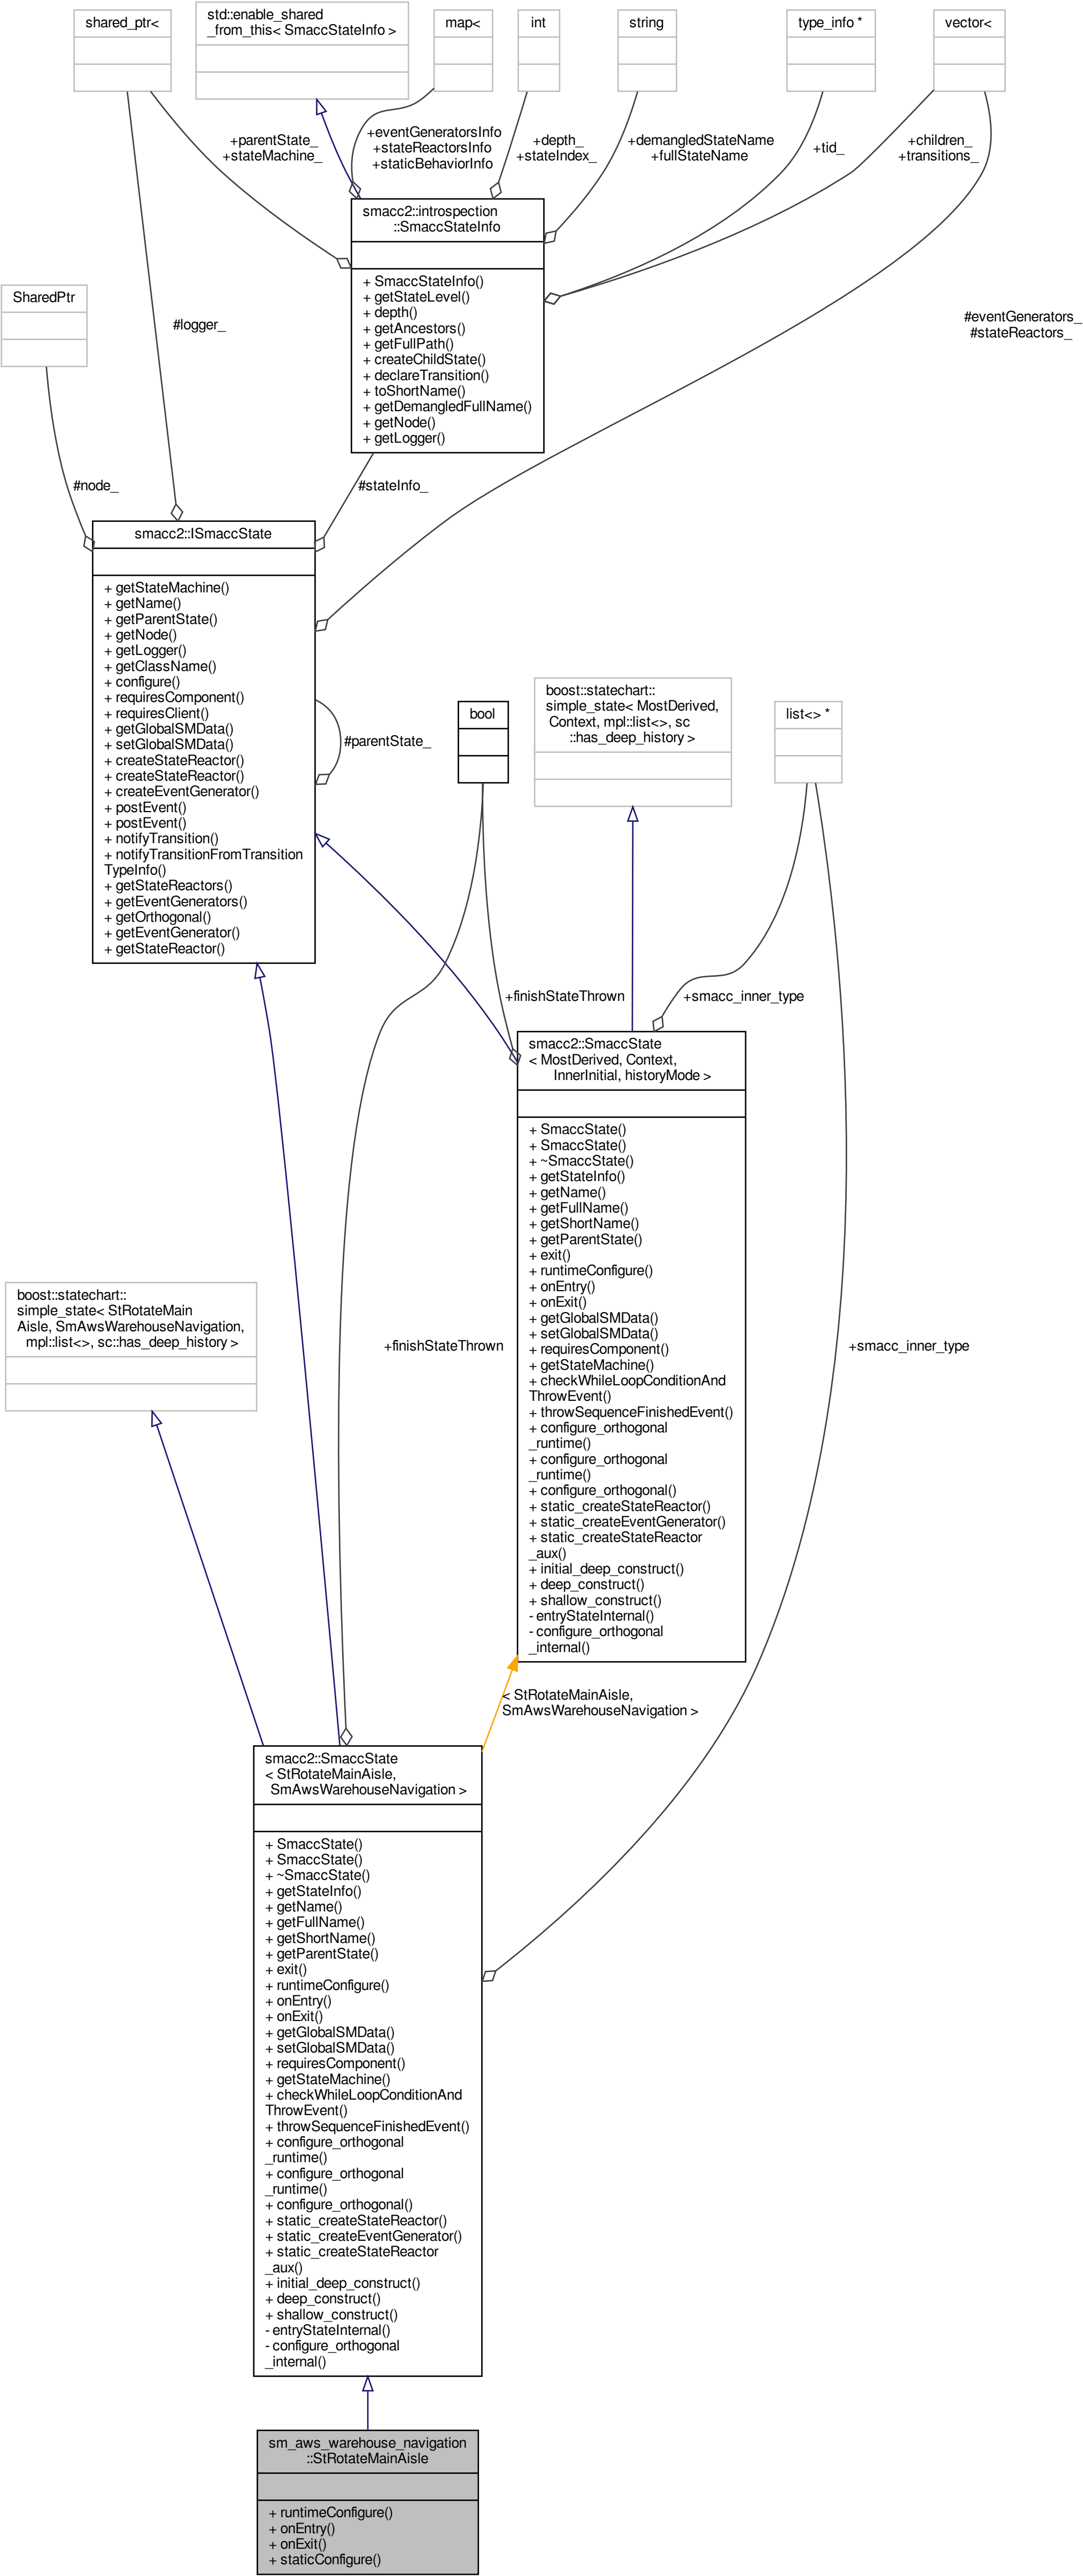 shared_ptr<
std::enable_shared
_from_this< SmaccStateInfo >
map<
int
string
type_info *
vector<
+parentState_
+stateMachine_
+eventGeneratorsInfo
+stateReactorsInfo
+staticBehaviorInfo
+depth_
+stateIndex_
+demangledStateName
+fullStateName
+tid_
+children_
+transitions_
smacc2::introspection
::SmaccStateInfo
+ SmaccStateInfo()
+ getStateLevel()
+ depth()
+ getAncestors()
+ getFullPath()
+ createChildState()
+ declareTransition()
+ toShortName()
+ getDemangledFullName()
+ getNode()
+ getLogger()
SharedPtr
#logger_
#eventGenerators_
#stateReactors_
#node_
#stateInfo_
smacc2::ISmaccState
+ getStateMachine()
+ getName()
+ getParentState()
+ getNode()
+ getLogger()
+ getClassName()
+ configure()
+ requiresComponent()
+ requiresClient()
+ getGlobalSMData()
+ setGlobalSMData()
+ createStateReactor()
+ createStateReactor()
+ createEventGenerator()
+ postEvent()
+ postEvent()
+ notifyTransition()
+ notifyTransitionFromTransition
TypeInfo()
+ getStateReactors()
+ getEventGenerators()
+ getOrthogonal()
+ getEventGenerator()
+ getStateReactor()
#parentState_
bool
boost::statechart::
simple_state< MostDerived,
Context, mpl::list<>, sc
::has_deep_history >
list<> *
+finishStateThrown
+smacc_inner_type
smacc2::SmaccState
< MostDerived, Context,
InnerInitial, historyMode >
+ SmaccState()
+ SmaccState()
+ ~SmaccState()
+ getStateInfo()
+ getName()
+ getFullName()
+ getShortName()
+ getParentState()
+ exit()
+ runtimeConfigure()
+ onEntry()
+ onExit()
+ getGlobalSMData()
+ setGlobalSMData()
+ requiresComponent()
+ getStateMachine()
+ checkWhileLoopConditionAnd
ThrowEvent()
+ throwSequenceFinishedEvent()
+ configure_orthogonal
_runtime()
+ configure_orthogonal
_runtime()
+ configure_orthogonal()
+ static_createStateReactor()
+ static_createEventGenerator()
+ static_createStateReactor
_aux()
+ initial_deep_construct()
+ deep_construct()
+ shallow_construct()
- entryStateInternal()
- configure_orthogonal
_internal()
boost::statechart::
simple_state< StRotateMain
Aisle, SmAwsWarehouseNavigation,
mpl::list<>, sc::has_deep_history >
+finishStateThrown
+smacc_inner_type
< StRotateMainAisle,
SmAwsWarehouseNavigation >
smacc2::SmaccState
< StRotateMainAisle,
SmAwsWarehouseNavigation >
+ SmaccState()
+ SmaccState()
+ ~SmaccState()
+ getStateInfo()
+ getName()
+ getFullName()
+ getShortName()
+ getParentState()
+ exit()
+ runtimeConfigure()
+ onEntry()
+ onExit()
+ getGlobalSMData()
+ setGlobalSMData()
+ requiresComponent()
+ getStateMachine()
+ checkWhileLoopConditionAnd
ThrowEvent()
+ throwSequenceFinishedEvent()
+ configure_orthogonal
_runtime()
+ configure_orthogonal
_runtime()
+ configure_orthogonal()
+ static_createStateReactor()
+ static_createEventGenerator()
+ static_createStateReactor
_aux()
+ initial_deep_construct()
+ deep_construct()
+ shallow_construct()
- entryStateInternal()
- configure_orthogonal
_internal()
sm_aws_warehouse_navigation
::StRotateMainAisle
+ runtimeConfigure()
+ onEntry()
+ onExit()
+ staticConfigure()